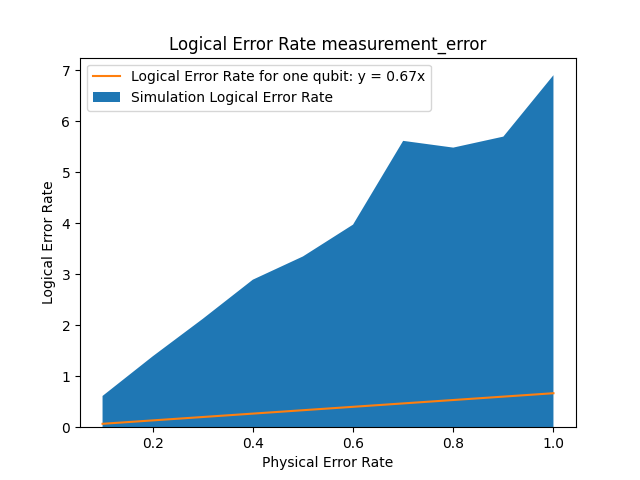 Logical Error Rate measurement_error
Logical Error Rate for one qubit: y = 0.67x
Simulation Logical Error Rate
7
6
5
4
3
2
1
0
Logical Error Rate
0.2 0.4 0.6 0.8 1.0
Physical Error Rate